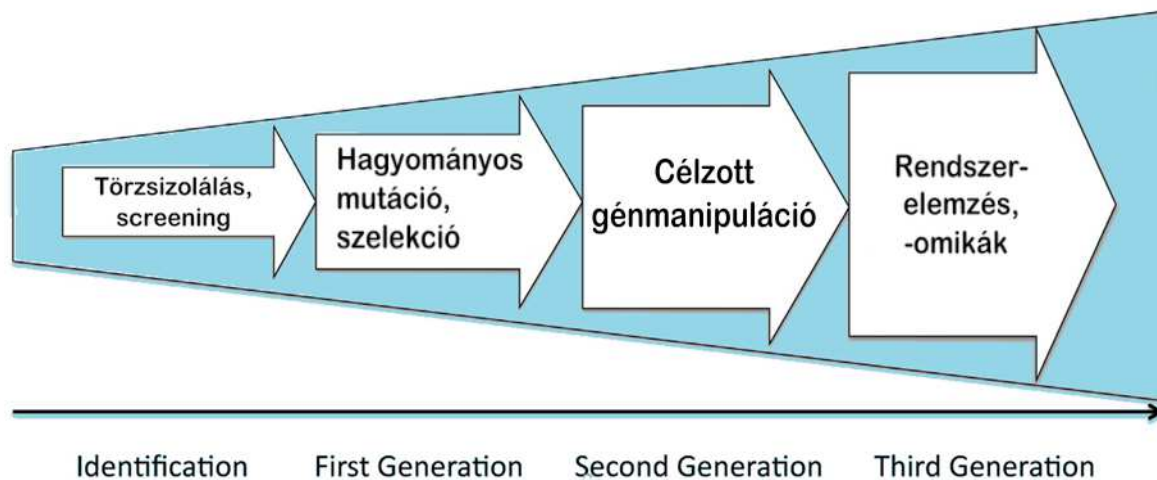 Törzsizolálás,
screening
Hagyományos
mutáció,
szelekció
Célzott
génmanipuláció
Rendszer-
elemzés,
-omikák
Identification
First Generation
Second Generation
Third Generation